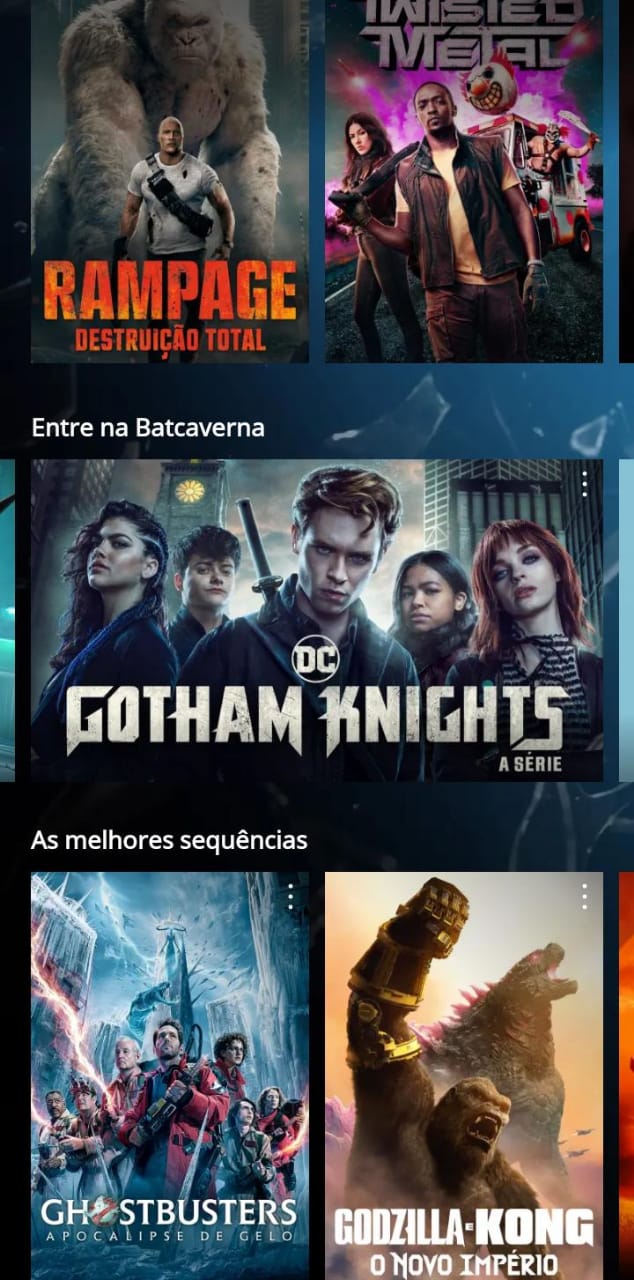 TWISTED
METAL
RAMPAGE
DESTRUIÇÃO TOTAL
Entre na Batcaverna
DC
GOTHAM KNIGHTS
A SÉRIE
As melhores sequências
GHOSTBUSTERS
APOCALIPSE DE GELO
GODZILLA E KONG
O NOVO IMPÉRIO